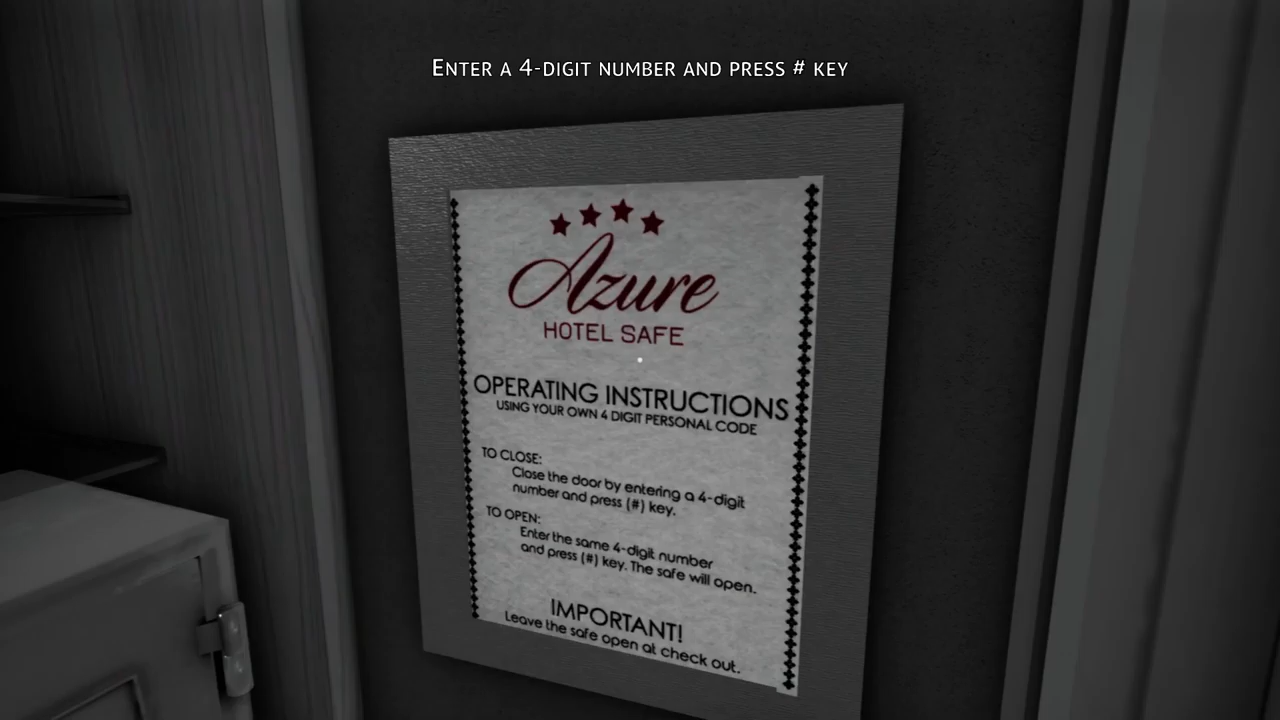 ENTER A 4-DIGIT NUMBER AND PRESS # KEY
Azure
HOTEL SAFE
OPERATING INSTRUCTIONS
USING YOUR OWN 4 DIGIT PERSONAL CODE
TO CLOSE:
Close the door by entering a 4-digit
number and press (#) key.
TO OPEN:
Enter the same 4-digit number
and press (#) key. The safe will open.
IMPORTANT!
Leave the safe open at check out.